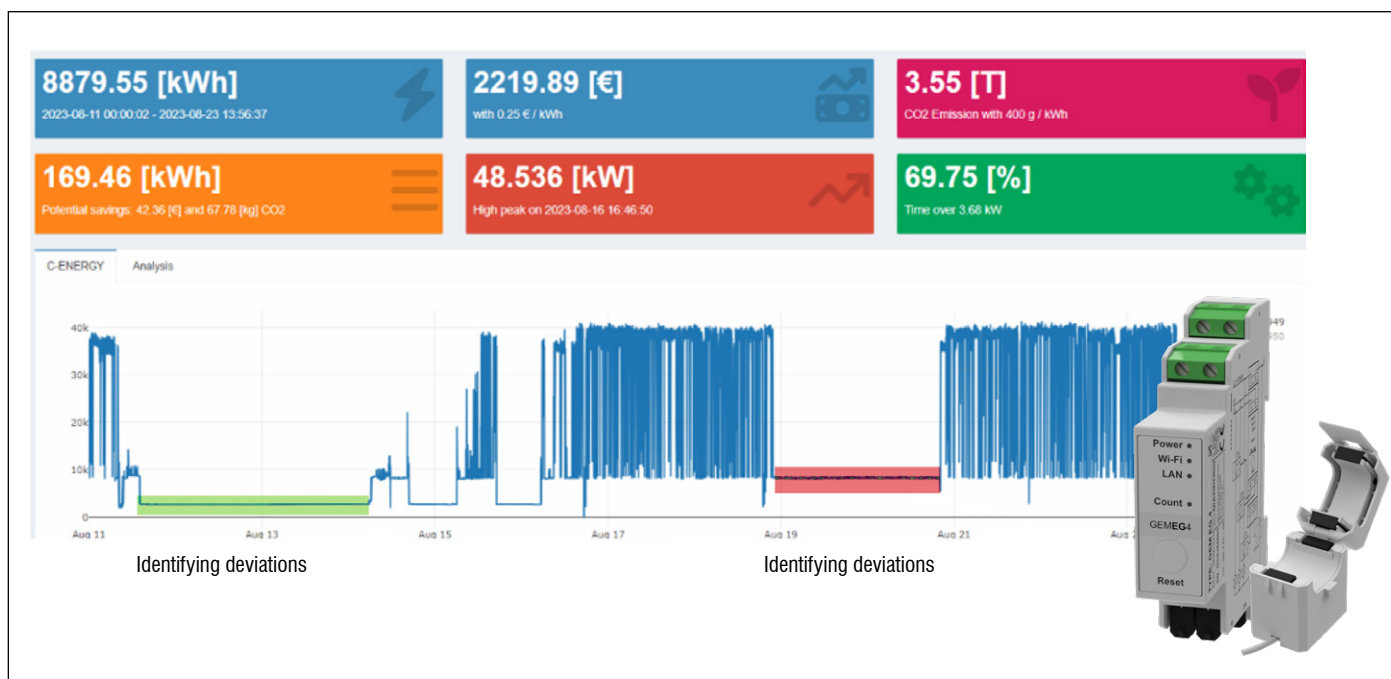 8879.55 [kWh]
2023-08-11 00:00:02 - 2023-08-23 13:56:37
2219.89 [€]
with 0.25 € / kWh
3.55 [T]
CO2 Emission with 400 g / kWh
169.46 [kWh]
Potential savings: 42.36 [€] and 67.78 [kg] CO2
48.536 [kW]
High peak on 2023-08-16 16:46:50
69.75 [%]
Time over 3.68 kW
C-ENERGY
Analysis
40k
30k
20k
10k
0
Aug 11
Aug 13
Aug 15
Aug 17
Aug 19
Aug 21
Aug
Identifying deviations
Identifying deviations
Power
Wi-Fi
LAN
Count
GEMEG4
Reset